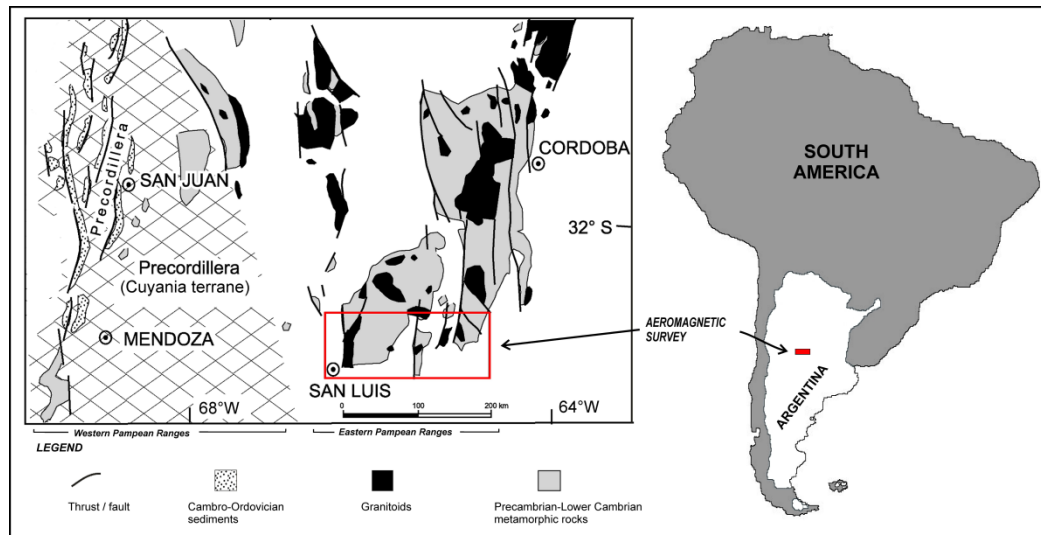 CORDOBA
SAN JUAN
Precordillera
32° S
Precordillera
(Cuyania terrane)
MENDOZA
SAN LUIS
0 100 200 km
68°W
64°W
Western Pampean Ranges
Eastern Pampean Ranges
SOUTH
AMERICA
AEROMAGNETIC
SURVEY
ARGENTINA
LEGEND
Thrust / fault
Cambro-Ordovician
sediments
Granitoids
Precambrian-Lower Cambrian
metamorphic rocks